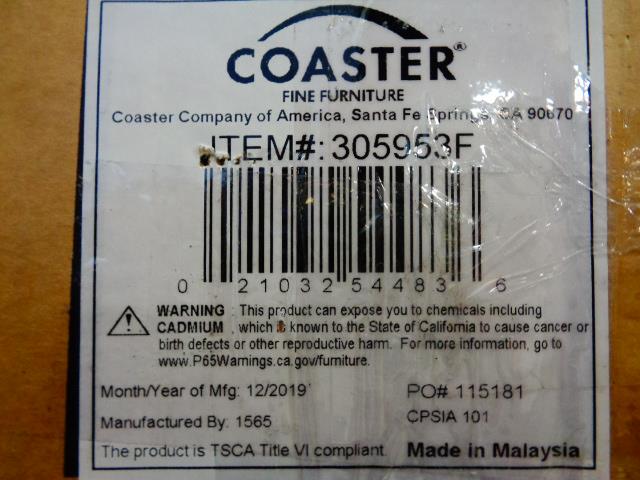 COASTER®
FINE FURNITURE
Coaster Company of America, Santa Fe Springs, CA 90670
ITEM#: 305953F
0 21032 54483 6
WARNING : This product can expose you to chemicals including
CADMIUM , which is known to the State of California to cause cancer or
birth defects or other reproductive harm. For more information, go to
www.P65Warnings.ca.gov/furniture.
Month/Year of Mfg: 12/2019
PO# 115181
Manufactured By: 1565
CPSIA 101
The product is TSCA Title VI compliant.
Made in Malaysia